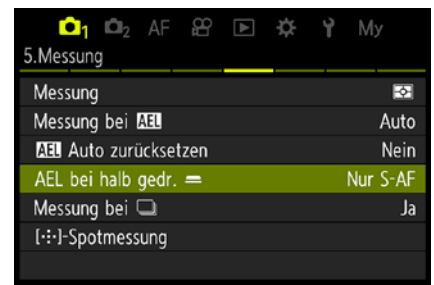 1 2 AF My
5.Messung
Messung
Messung bei AEL Auto
AEL Auto zurücksetzen Nein
AEL bei halb gedr. Nur S-AF
Messung bei Ja
[·:·]-Spotmessung